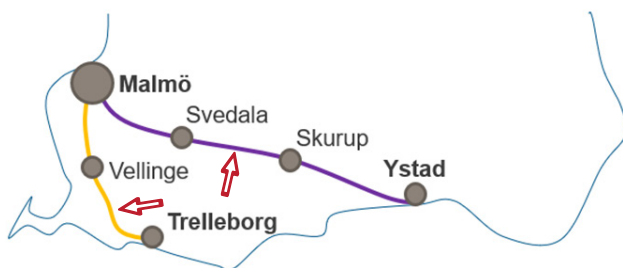 Malmö
Svedala
Skurup
Ystad
Vellinge
Trelleborg